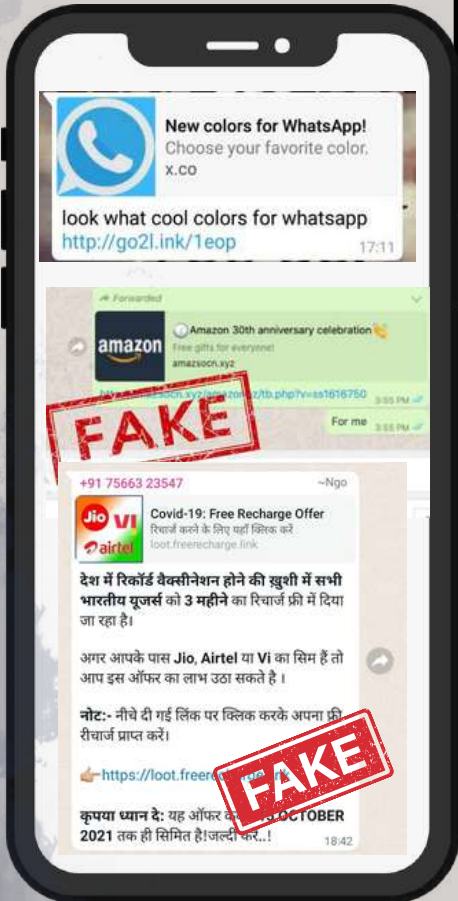 New colors for WhatsApp!
Choose your favorite color.
x.co
look what cool colors for whatsapp
http://go2l.ink/1eop
17:11
Forwarded
amazon
Amazon 30th anniversary celebration
Free gifts for everyone!
amazsocn.xyz
3:55 PM
For me
3:55 PM
FAKE
+91 75663 23547
~Ngo
Jio VI
airtel
Covid-19: Free Recharge Offer
रिचार्ज करने के लिए यहाँ क्लिक करें
loot.freerecharge.link
देश में रिकॉर्ड वैक्सीनेशन होने की ख़ुशी में सभी
भारतीय यूजर्स को 3 महीने का रिचार्ज फ्री में दिया
जा रहा है।
अगर आपके पास Jio, Airtel या Vi का सिम हैं तो
आप इस ऑफर का लाभ उठा सकते है ।
नोट:- नीचे दी गई लिंक पर क्लिक करके अपना फ्री
रीचार्ज प्राप्त करें।
FAKE
कृपया ध्यान दे: यह ऑफर OCTOBER
2021 तक ही सिमित है!जल्दी करे..!
18:42